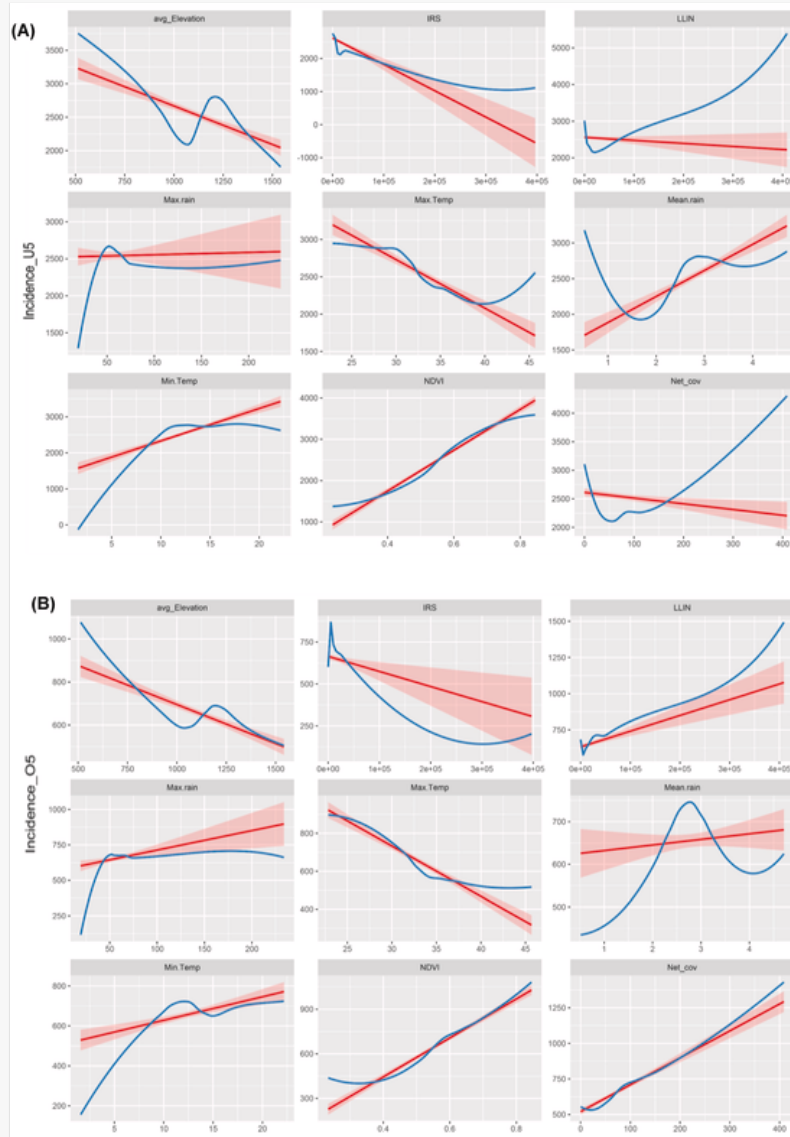 (A)
avg_Elevation IRS LLIN
3500
3000
2500
2000
500 750 1000 1250 1500
2000
1000
0
-1000
0e+00 1e+05 2e+05 3e+05 4e+05
5000
4000
3000
2000
0e+00 1e+05 2e+05 3e+05 4e+05
Incidence_U5
Max.rain Max.Temp Mean.rain
3000
2500
2000
1500
50 100 150 200
3500
3000
2500
2000
1500
25 30 35 40 45
3000
2500
2000
1500
1 2 3 4
Min.Temp NDVI Net_cov
3000
2000
1000
0
5 10 15 20
4000
3000
2000
1000
0.4 0.6 0.8
4000
3500
3000
2500
2000
0 100 200 300 400
(B)
avg_Elevation IRS LLIN
1000
800
600
500 750 1000 1250 1500
750
500
250
0e+00 1e+05 2e+05 3e+05 4e+05
1500
1250
1000
750
0e+00 1e+05 2e+05 3e+05 4e+05
Incidence_O5
Max.rain Max.Temp Mean.rain
1000
750
500
250
50 100 150 200
800
600
400
25 30 35 40 45
700
650
600
550
500
1 2 3 4
Min.Temp NDVI Net_cov
800
600
400
200
5 10 15 20
900
600
300
0.4 0.6 0.8
1250
1000
750
500
0 100 200 300 400